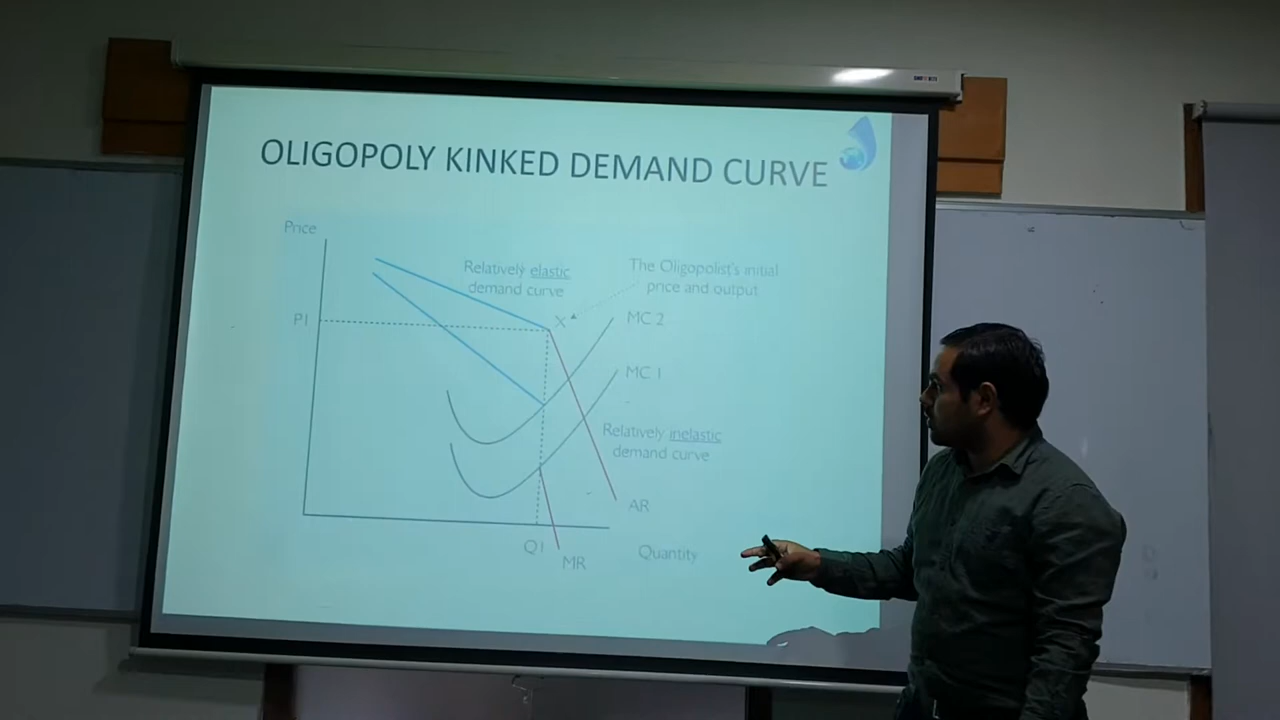 OLIGOPOLY KINKED DEMAND CURVE
Price
Relatively elastic
demand curve
The Oligopolist's initial
price and output
P1
X
MC 2
MC 1
Relatively inelastic
demand curve
AR
Q1
MR
Quantity